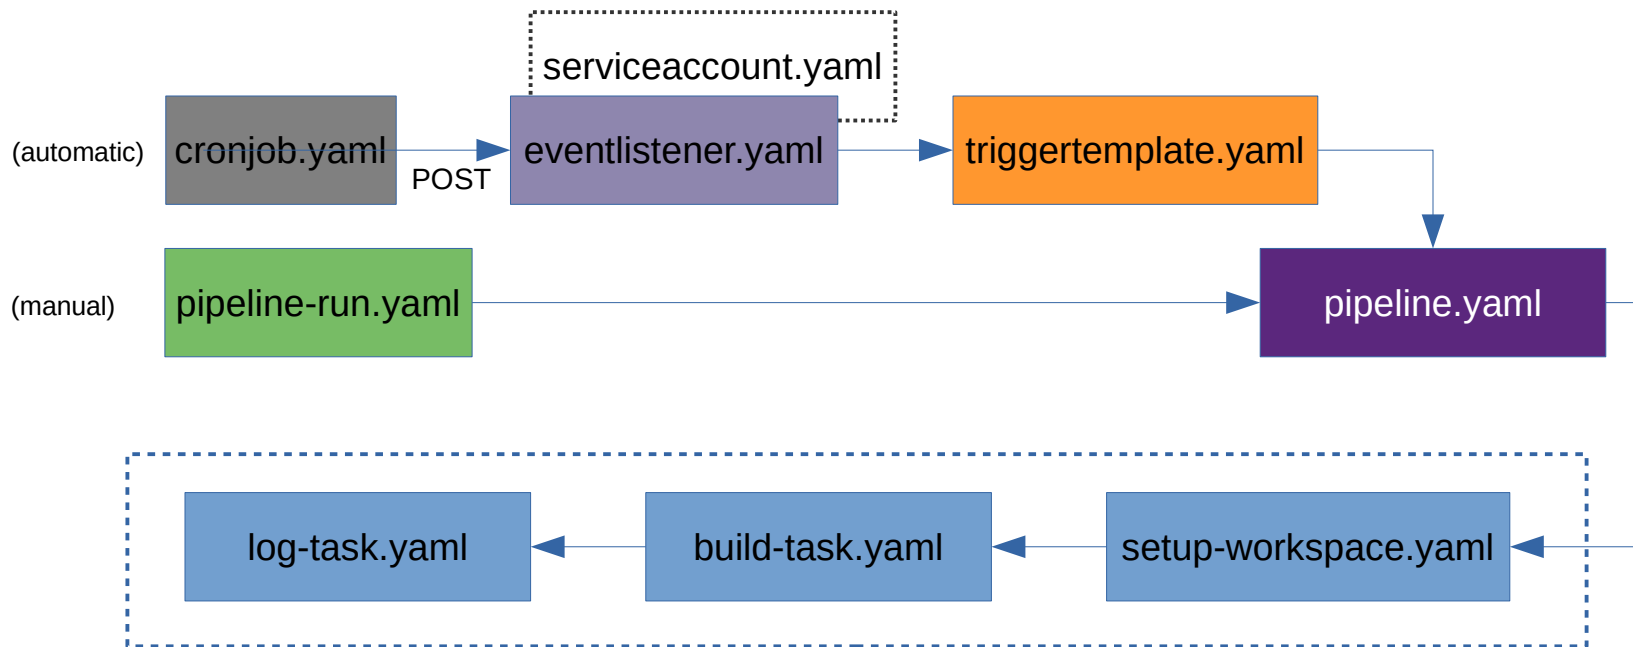 serviceaccount.yaml
(automatic)
cronjob.yaml
POST
eventlistener.yaml
triggertemplate.yaml
(manual)
pipeline-run.yaml
pipeline.yaml
log-task.yaml
build-task.yaml
setup-workspace.yaml